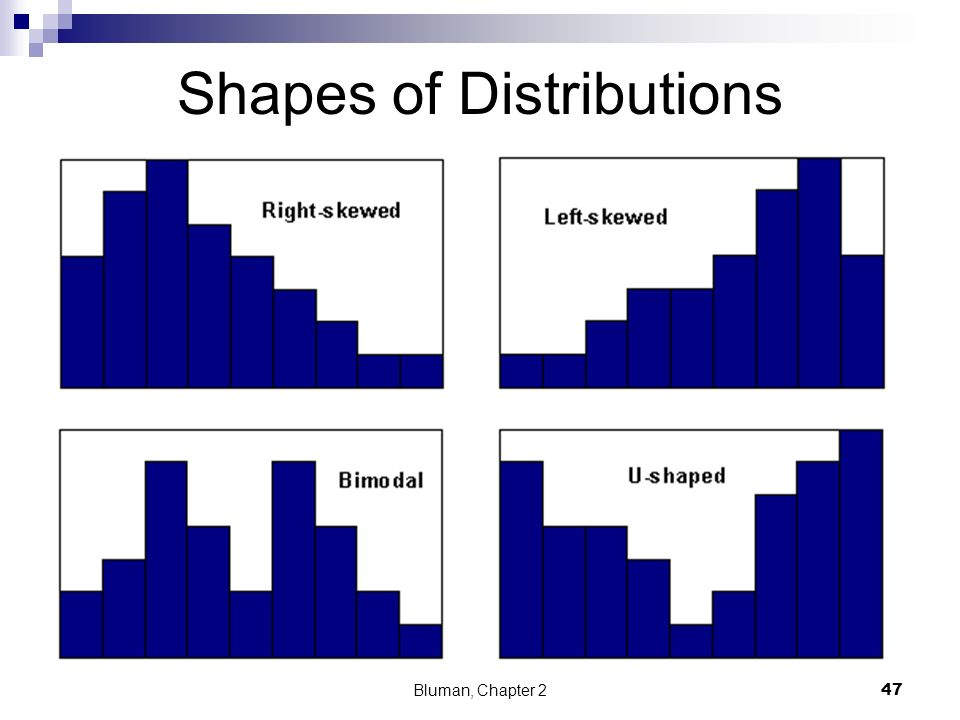 Shapes of Distributions
Right-skewed
Left-skewed
Bimodal
U-shaped
Bluman, Chapter 2
47